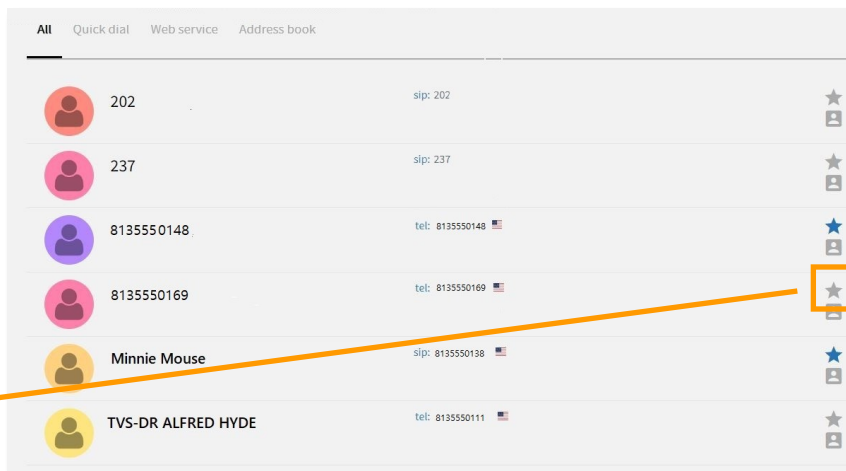 All Quick dial Web service Address book
202 sip: 202
237 sip: 237
8135550148 tel: 8135550148
8135550169 tel: 8135550169
Minnie Mouse sip: 8135550138
TVS-DR ALFRED HYDE tel: 8135550111